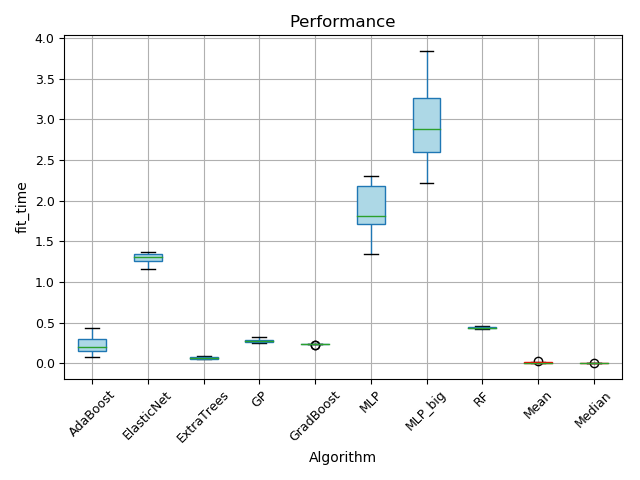 Performance
4.0
3.5
3.0
2.5
2.0
1.5
1.0
0.5
0.0
fit_time
AdaBoost
ElasticNet
ExtraTrees
GP
GradBoost
MLP
MLP_big
RF
Mean
Median
Algorithm